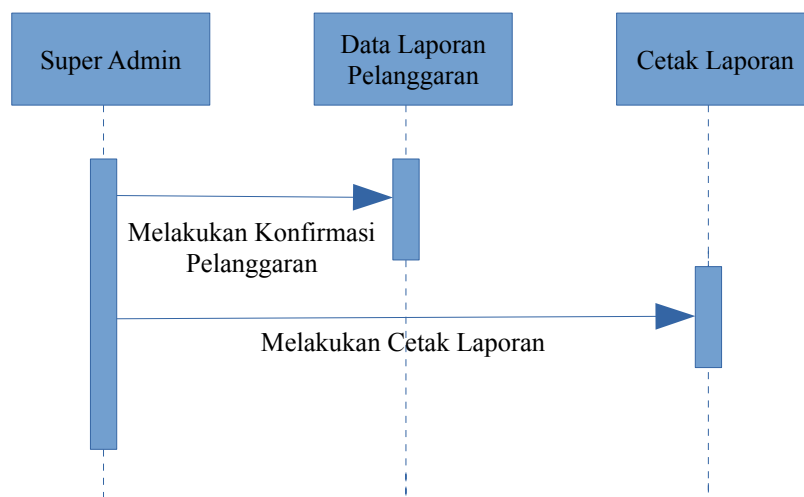 Super Admin
Data Laporan
Pelanggaran
Cetak Laporan
Melakukan Konfirmasi
Pelanggaran
Melakukan Cetak Laporan